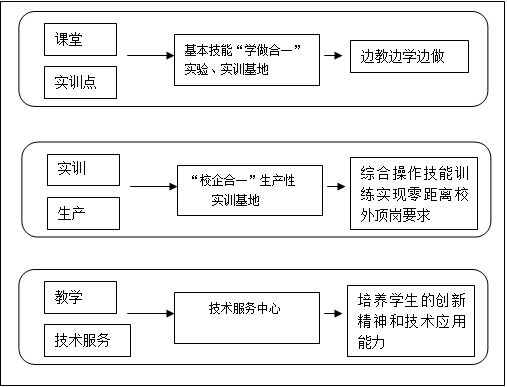 课堂
实训点
基本技能“学做合一”
实验、实训基地
边教边学边做
实训
生产
“校企合一”生产性
实训基地
综合操作技能训
练实现零距离校
外顶岗要求
教学
技术服务
技术服务中心
培养学生的创新
精神和技术应用
能力